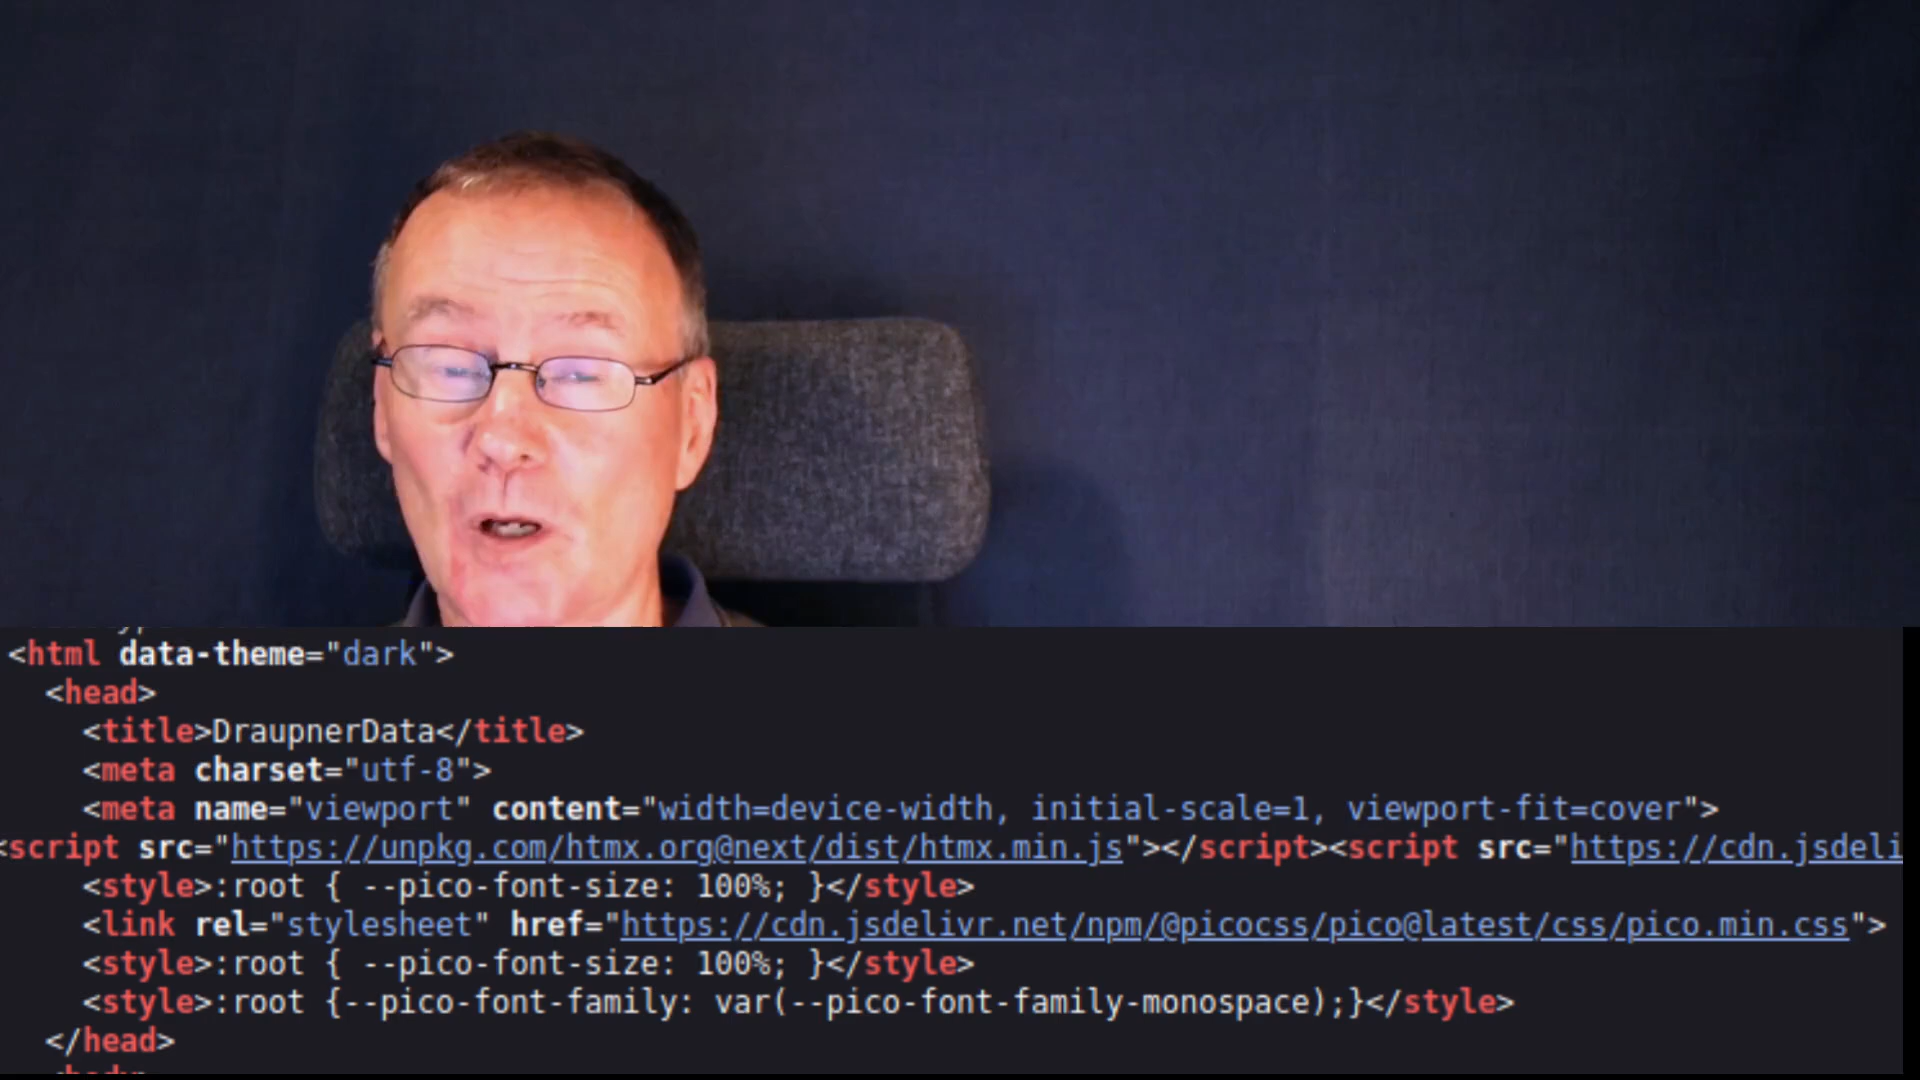 <html data-theme="dark">
<head>
<title>DraupnerData</title>
<meta charset="utf-8">
<meta name="viewport" content="width=device-width, initial-scale=1, viewport-fit=cover">
<script src="https://unpkg.com/htmx.org@next/dist/htmx.min.js"></script><script src="https://cdn.jsdeli
<style>:root { --pico-font-size: 100%; }</style>
<link rel="stylesheet" href="https://cdn.jsdelivr.net/npm/@picocss/pico@latest/css/pico.min.css">
<style>:root { --pico-font-size: 100%; }</style>
<style>:root {--pico-font-family: var(--pico-font-family-monospace);}</style>
</head>